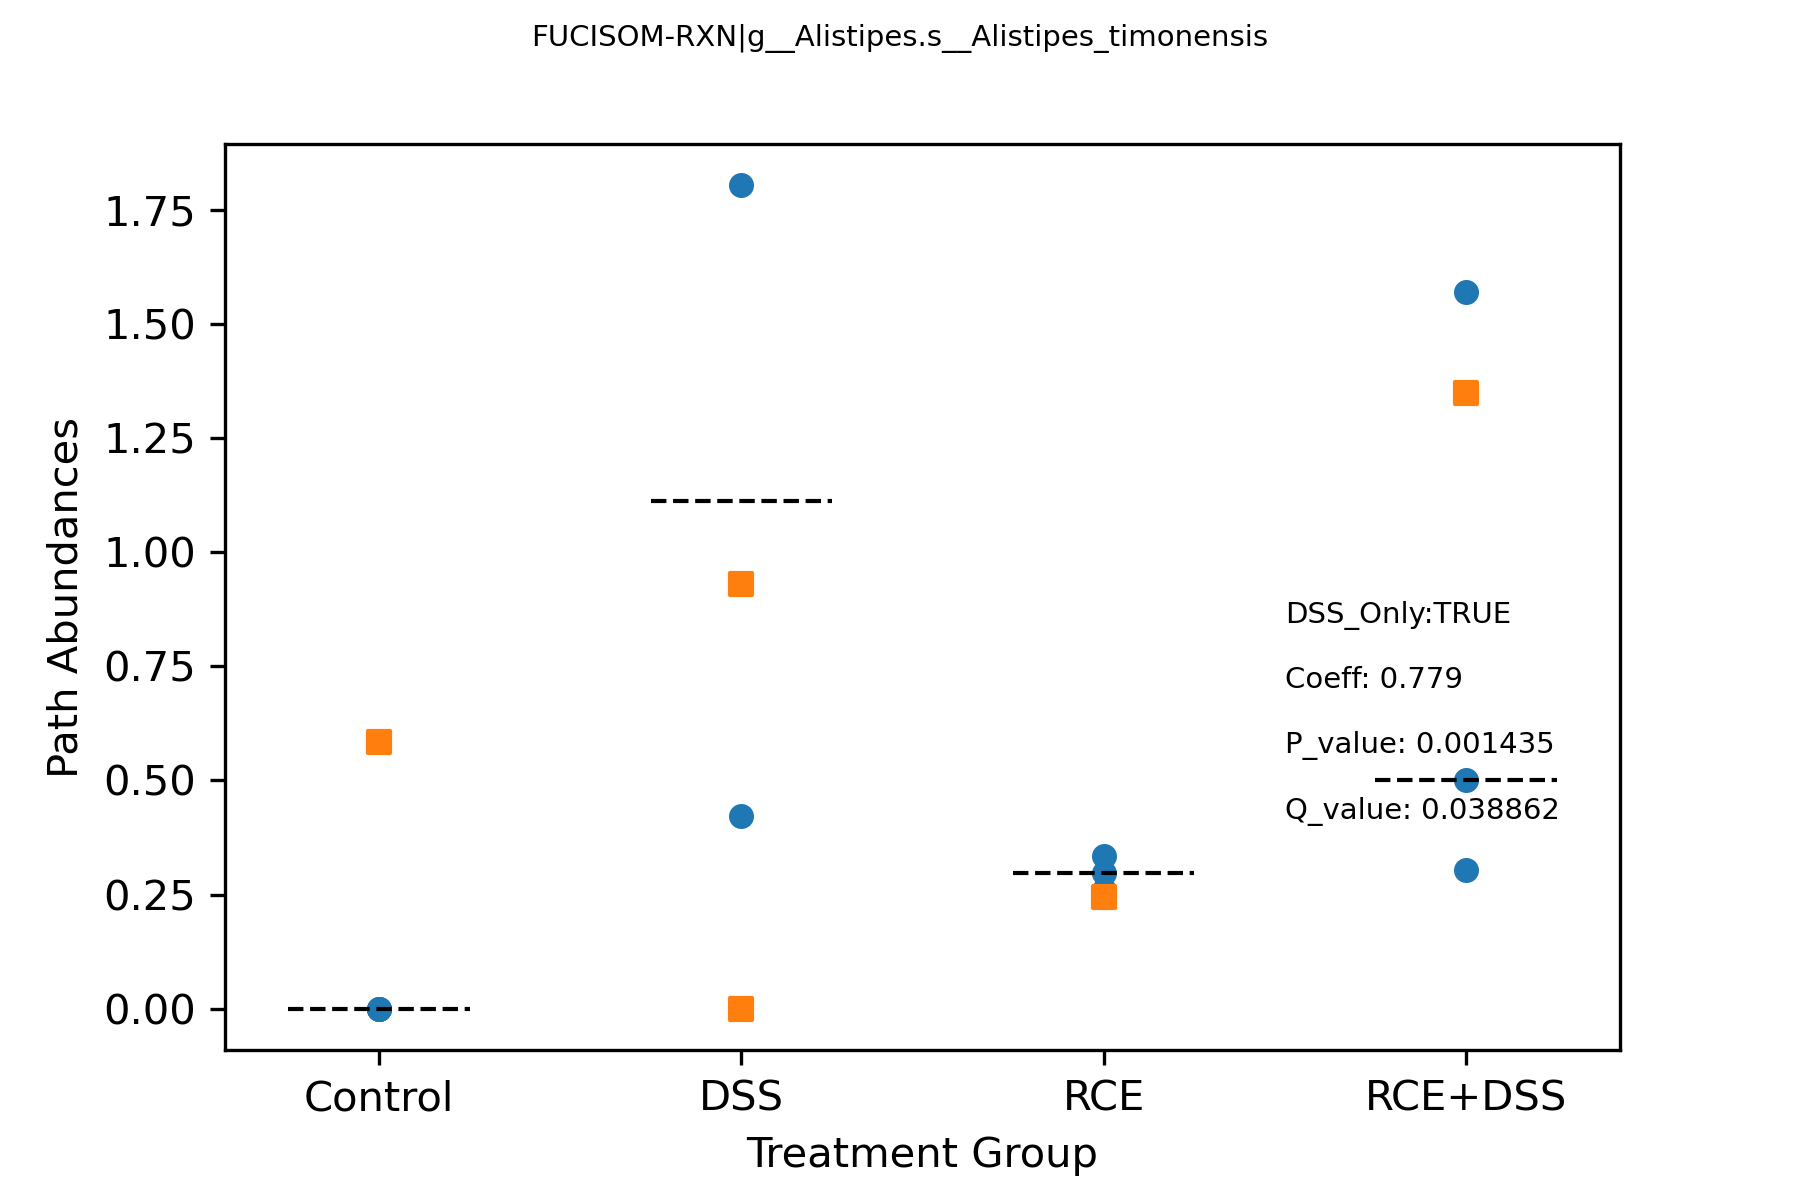 FUCISOM-RXN|g__Alistipes.s__Alistipes_timonensis
1.75
1.50
1.25
1.00
0.75
0.50
0.25
0.00
Path Abundances
DSS_Only:TRUE
Coeff: 0.779
P_value: 0.001435
Q_value: 0.038862
Control DSS RCE RCE+DSS
Treatment Group